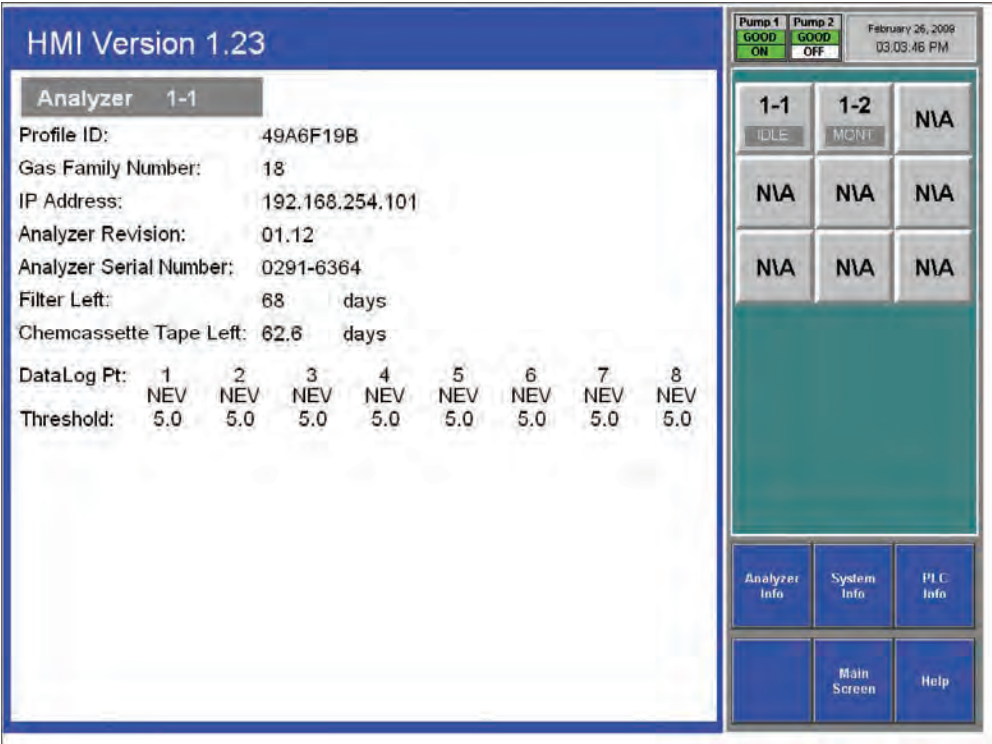 HMI Version 1.23
Analyzer 1-1
Profile ID: 49A6F19B
Gas Family Number: 18
IP Address: 192.168.254.101
Analyzer Revision: 01.12
Analyzer Serial Number: 0291-6364
Filter Left: 68 days
Chemcassette Tape Left: 62.6 days
DataLog Pt: 1 2 3 4 5 6 7 8
NEV NEV NEV NEV NEV NEV NEV NEV
Threshold: 5.0 5.0 5.0 5.0 5.0 5.0 5.0 5.0
Pump 1 Pump 2
GOOD GOOD
ON OFF
February 26, 2009
03:03:46 PM
1-1 1-2 N\A
IDLE MONT
N\A N\A N\A
N\A N\A N\A
Analyzer System PLC
Info Info Info
Main
Screen
Help